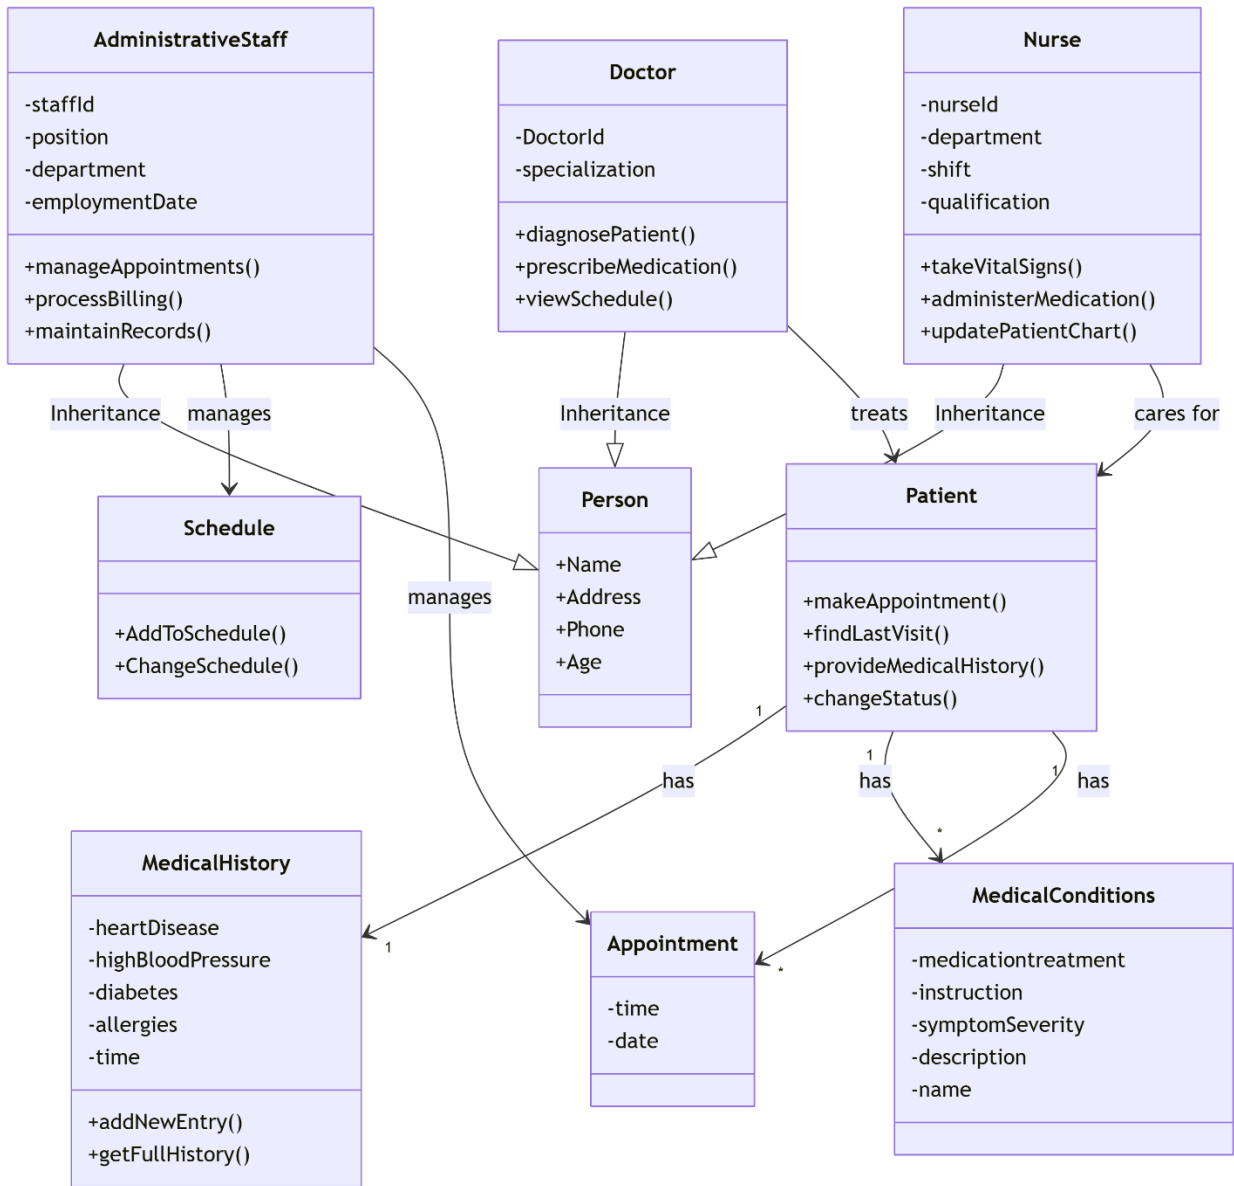 AdministrativeStaff
-staffId
-position
-department
-employmentDate
+manageAppointments()
+processBilling()
+maintainRecords()
Doctor
-DoctorId
-specialization
+diagnosePatient()
+prescribeMedication()
+viewSchedule()
Nurse
-nurseId
-department
-shift
-qualification
+takeVitalSigns()
+administerMedication()
+updatePatientChart()
Inheritance
manages
Inheritance
treats
Inheritance
cares for
Schedule
+AddToSchedule()
+ChangeSchedule()
manages
Person
+Name
+Address
+Phone
+Age
Patient
+makeAppointment()
+findLastVisit()
+provideMedicalHistory()
+changeStatus()
1
has
1
1
has
*
1
has
*
MedicalHistory
-heartDisease
-highBloodPressure
-diabetes
-allergies
-time
+addNewEntry()
+getFullHistory()
Appointment
-time
-date
MedicalConditions
-medicationtreatment
-instruction
-symptomSeverity
-description
-name